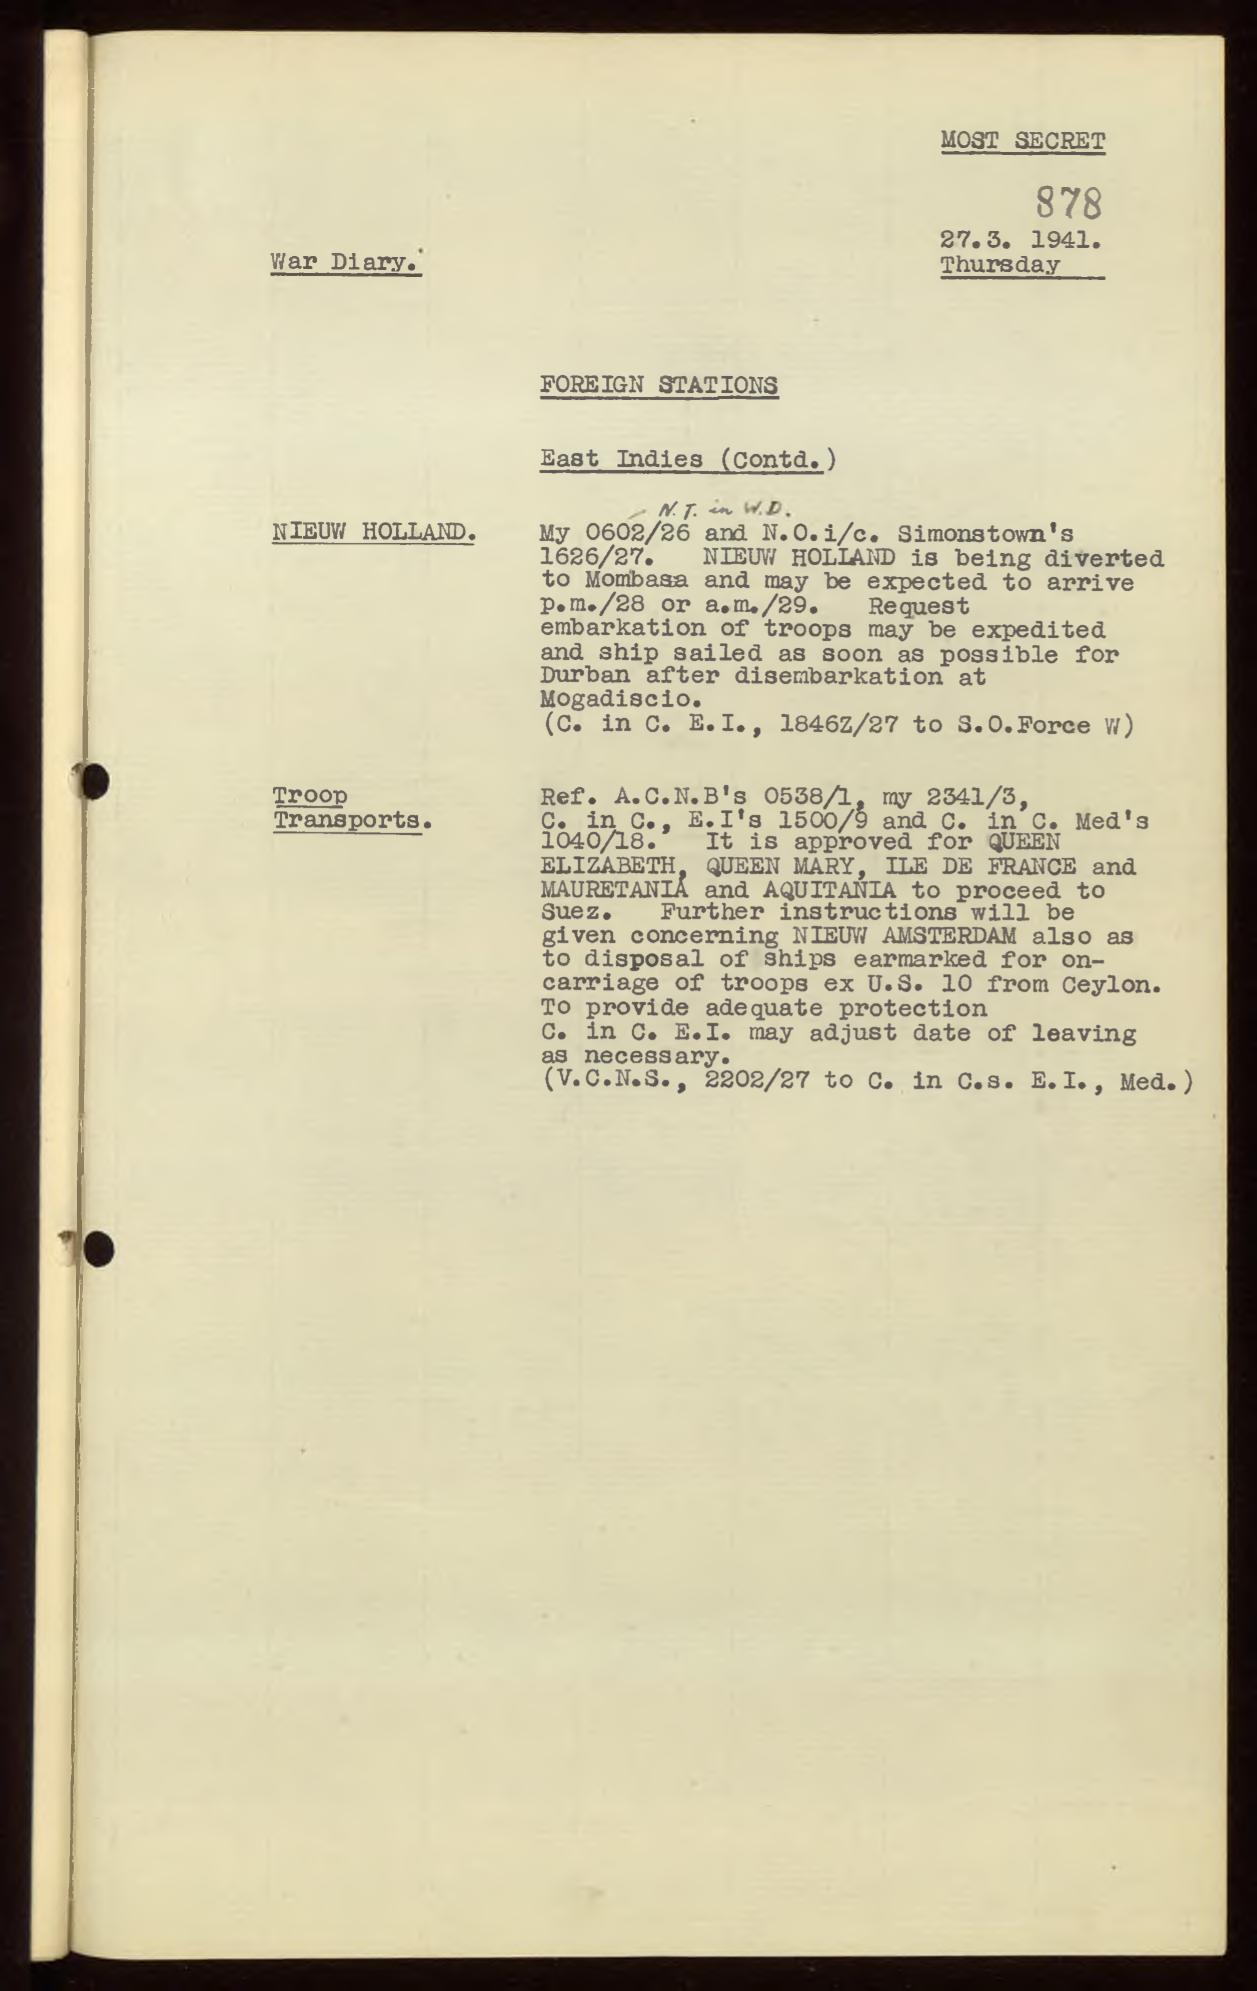 MOST SECRET
878
27.3. 1941.
Thursday
War Diary.
FOREIGN STATIONS
East Indies (Contd.)
N.T. in W.D.
NIEUW HOLLAND.
My 0602/26 and N.O.i/c. Simonstown's
1626/27. NIEUW HOLLAND is being diverted
to Mombasa and may be expected to arrive
p.m./28 or a.m./29. Request
embarkation of troops may be expedited
and ship sailed as soon as possible for
Durban after disembarkation at
Mogadiscio.
(C. in C. E.I., 1846Z/27 to S.O.Force W)
Troop
Transports.
Ref. A.C.N.B's 0538/1, my 2341/3,
C. in C., E.I's 1500/9 and C. in C. Med's
1040/18. It is approved for QUEEN
ELIZABETH, QUEEN MARY, ILE DE FRANCE and
MAURETANIA and AQUITANIA to proceed to
Suez. Further instructions will be
given concerning NIEUW AMSTERDAM also as
to disposal of ships earmarked for on-
carriage of troops ex U.S. 10 from Ceylon.
To provide adequate protection
C. in C. E.I. may adjust date of leaving
as necessary.
(V.C.N.S., 2202/27 to C. in C.s. E.I., Med.)